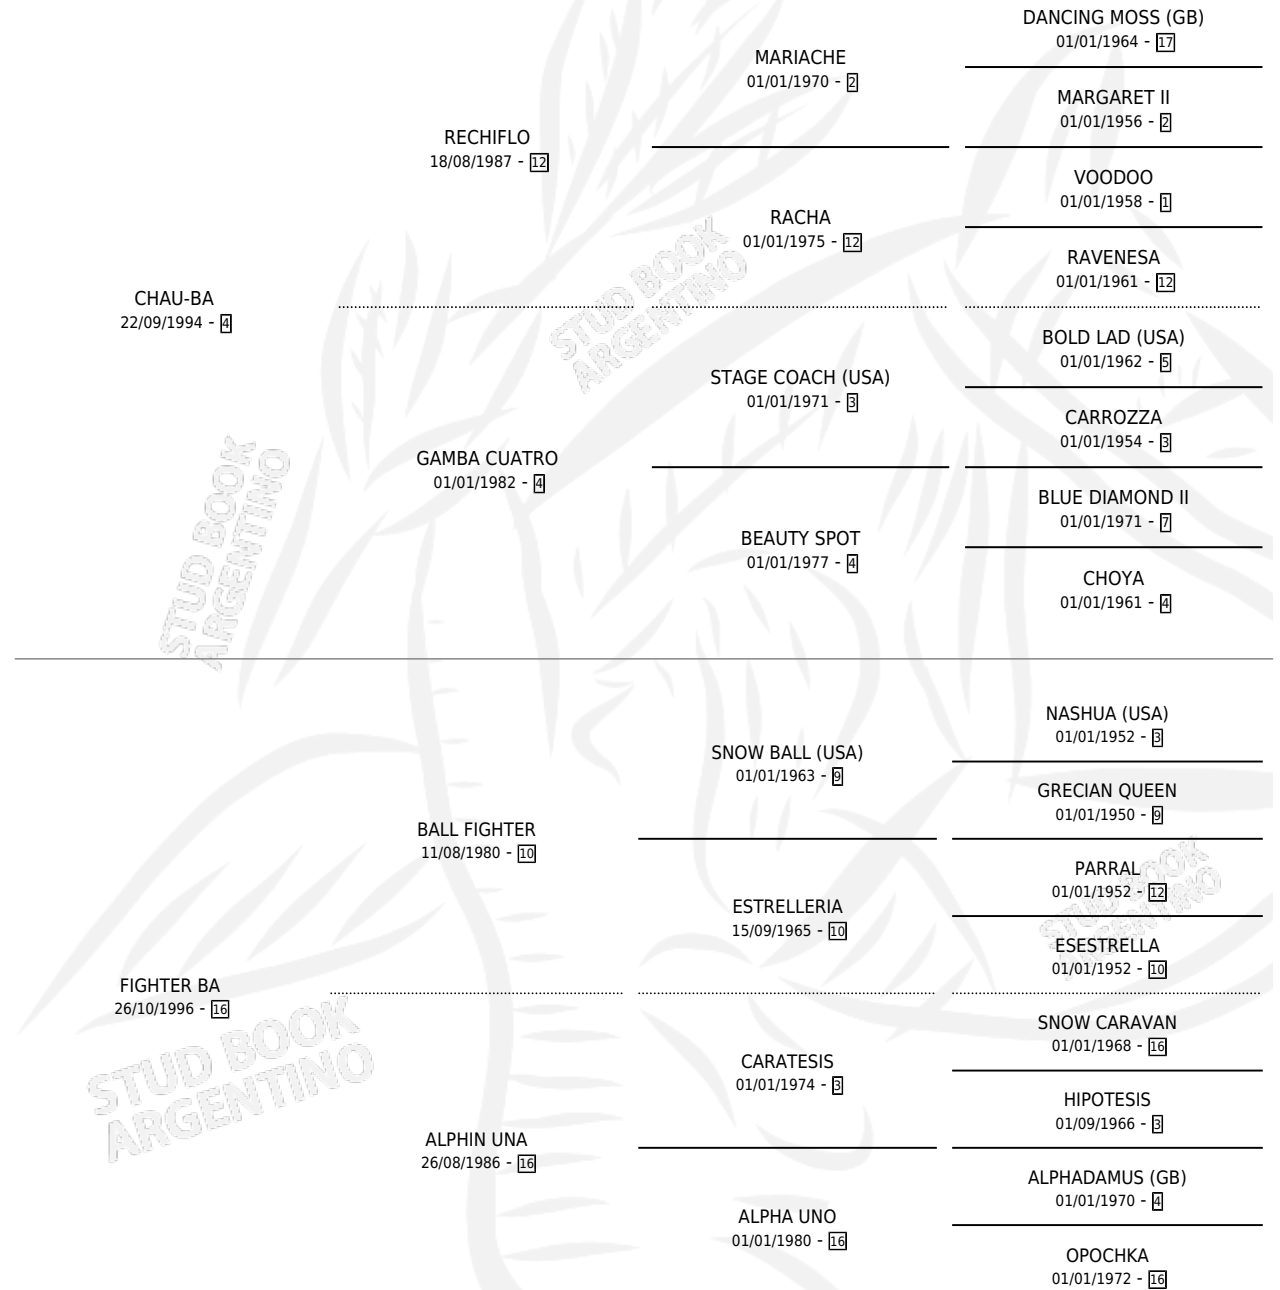 DANCING MOSS (GB)
01/01/1964 - 17
MARIACHE
01/01/1970 - 2
MARGARET II
01/01/1956 - 2
RECHIFLO
18/08/1987 - 12
VOODOO
01/01/1958 - 1
RACHA
01/01/1975 - 12
RAVENESA
01/01/1961 - 12
CHAU-BA
22/09/1994 - 4
BOLD LAD (USA)
01/01/1962 - 5
STAGE COACH (USA)
01/01/1971 - 3
CARROZZA
01/01/1954 - 3
GAMBA CUATRO
01/01/1982 - 4
BLUE DIAMOND II
01/01/1971 - 7
BEAUTY SPOT
01/01/1977 - 4
CHOYA
01/01/1961 - 4
NASHUA (USA)
01/01/1952 - 3
SNOW BALL (USA)
01/01/1963 - 9
GRECIAN QUEEN
01/01/1950 - 9
BALL FIGHTER
11/08/1980 - 10
PARRAL
01/01/1952 - 12
ESTRELLERIA
15/09/1965 - 10
ESESTRELLA
01/01/1952 - 10
FIGHTER BA
26/10/1996 - 16
SNOW CARAVAN
01/01/1968 - 16
CARATESIS
01/01/1974 - 3
HIPOTESIS
01/09/1966 - 3
ALPHIN UNA
26/08/1986 - 16
ALPHADAMUS (GB)
01/01/1970 - 4
ALPHA UNO
01/01/1980 - 16
OPOCHKA
01/01/1972 - 16
STUD BOOK
ARGENTINO
STUD BOOK
ARGENTINO
STUD BOOK
ARGENTINO
STUD BOOK
ARGENTINO